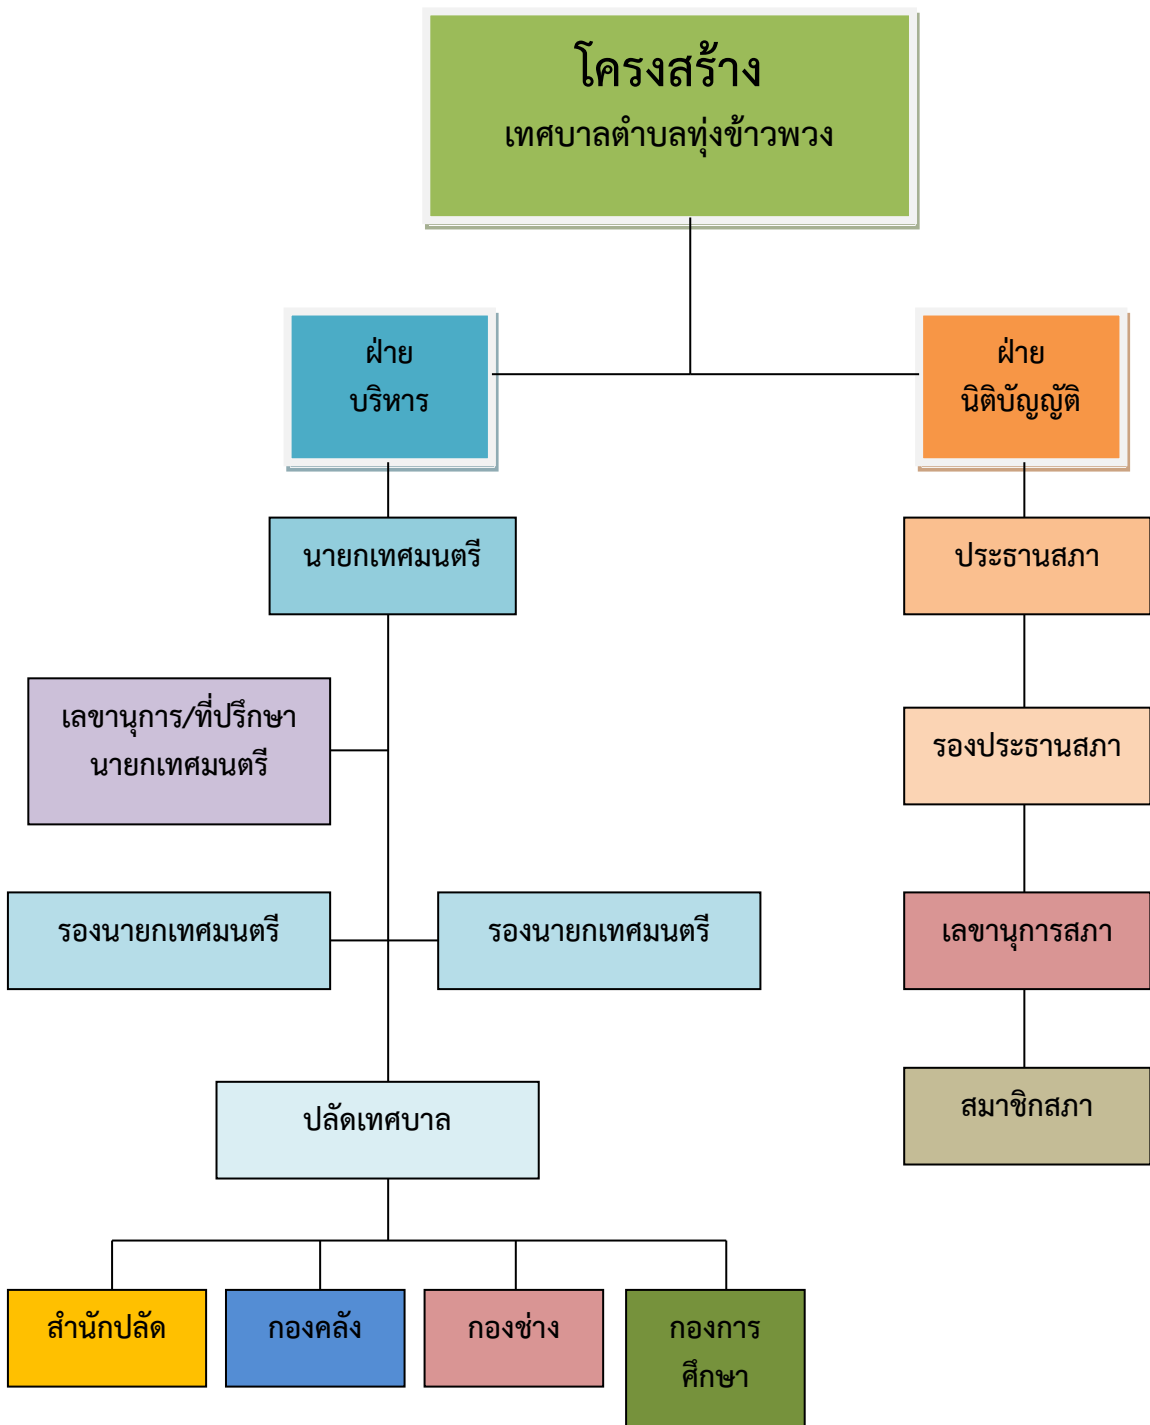 โครงสร้าง
เทศบาลตำบลทุ่งข้าวพวง
ฝ่าย
บริหาร
ฝ่าย
นิติบัญญัติ
นายกเทศมนตรี
ประธานสภา
เลขานุการ/ที่ปรึกษา
นายกเทศมนตรี
รองประธานสภา
รองนายกเทศมนตรี
รองนายกเทศมนตรี
เลขานุการสภา
ปลัดเทศบาล
สมาชิกสภา
สำนักปลัด
กองคลัง
กองช่าง
กองการ
ศึกษา